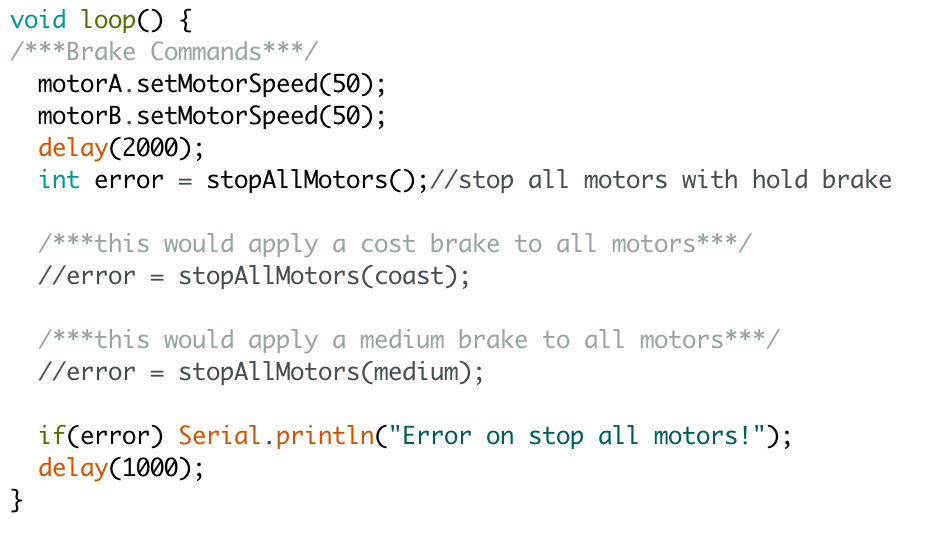 void loop() {
/***Brake Commands***/
motorA.setMotorSpeed(50);
motorB.setMotorSpeed(50);
delay(2000);
int error = stopAllMotors();//stop all motors with hold brake
/***this would apply a cost brake to all motors***/
//error = stopAllMotors(coast);
/***this would apply a medium brake to all motors***/
//error = stopAllMotors(medium);
if(error) Serial.println("Error on stop all motors!");
delay(1000);
}